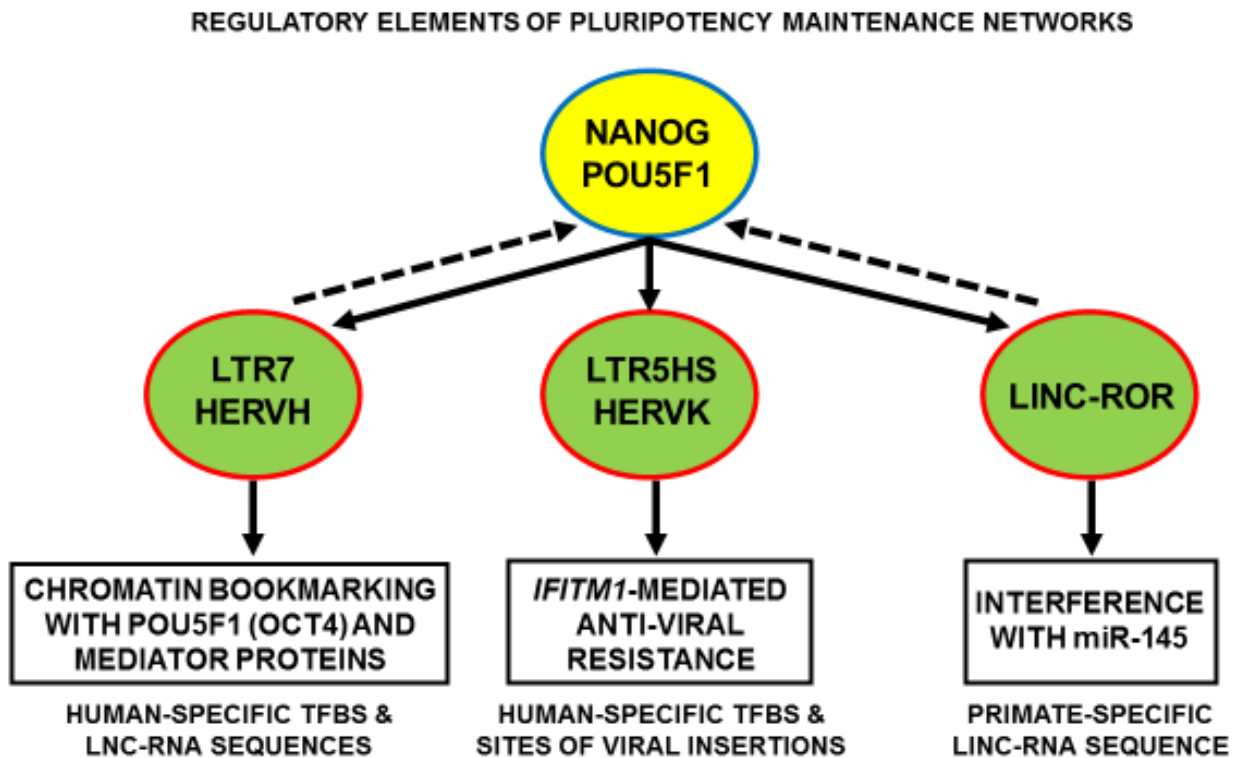 REGULATORY ELEMENTS OF PLURIPOTENCY MAINTENANCE NETWORKS
NANOG
POU5F1
LTR7
HERVH
LTR5HS
HERVK
LINC-ROR
CHROMATIN BOOKMARKING
WITH POU5F1 (OCT4) AND
MEDIATOR PROTEINS
IFITM1-MEDIATED
ANTI-VIRAL
RESISTANCE
INTERFERENCE
WITH miR-145
HUMAN-SPECIFIC TFBS &
LNC-RNA SEQUENCES
HUMAN-SPECIFIC TFBS &
SITES OF VIRAL INSERTIONS
PRIMATE-SPECIFIC
LINC-RNA SEQUENCE